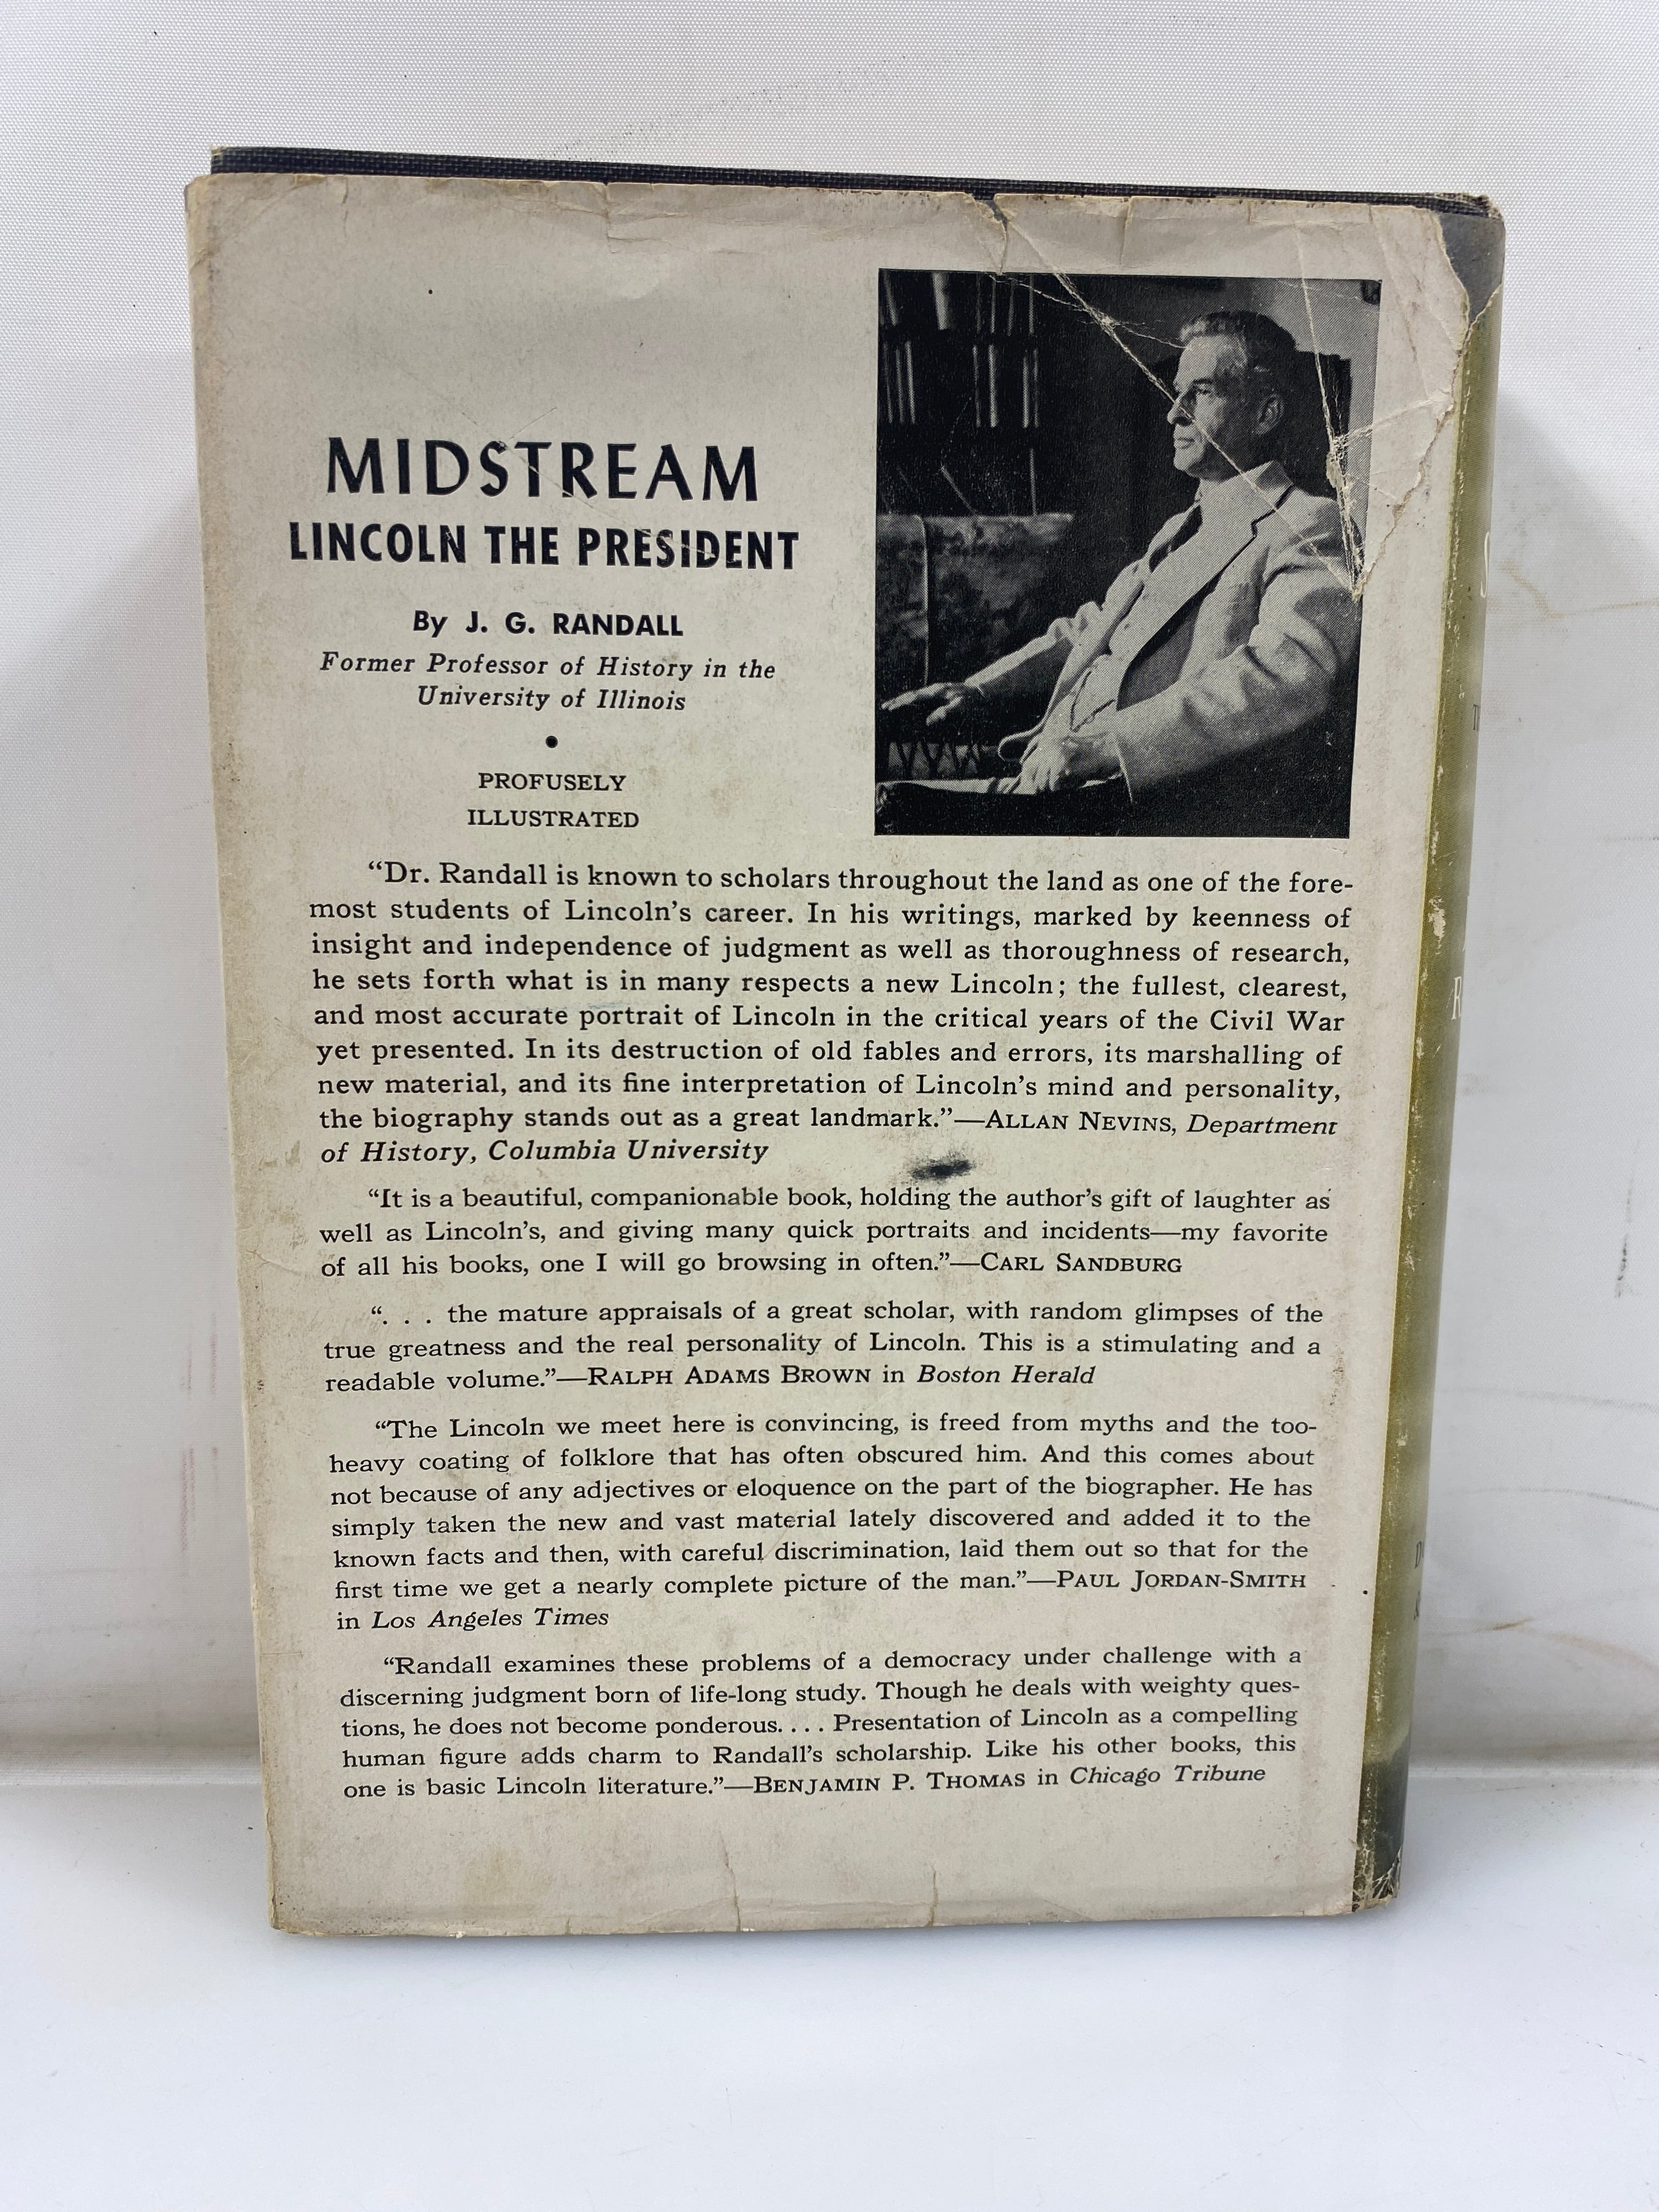 MIDSTREAM
LINCOLN THE PRESIDENT
By J. G. RANDALL
Former Professor of History in the
University of Illinois
•
PROFUSELY
ILLUSTRATED
“Dr. Randall is known to scholars throughout the land as one of the fore-
most students of Lincoln’s career. In his writings, marked by keenness of
insight and independence of judgment as well as thoroughness of research,
he sets forth what is in many respects a new Lincoln; the fullest, clearest,
and most accurate portrait of Lincoln in the critical years of the Civil War
yet presented. In its destruction of old fables and errors, its marshalling of
new material, and its fine interpretation of Lincoln’s mind and personality,
the biography stands out as a great landmark.”—ALLAN NEVINS, Department
of History, Columbia University
“It is a beautiful, companionable book, holding the author’s gift of laughter as
well as Lincoln’s, and giving many quick portraits and incidents—my favorite
of all his books, one I will go browsing in often.”—CARL SANDBURG
“. . . the mature appraisals of a great scholar, with random glimpses of the
true greatness and the real personality of Lincoln. This is a stimulating and a
readable volume.”—RALPH ADAMS BROWN in Boston Herald
“The Lincoln we meet here is convincing, is freed from myths and the too-
heavy coating of folklore that has often obscured him. And this comes about
not because of any adjectives or eloquence on the part of the biographer. He has
simply taken the new and vast material lately discovered and added it to the
known facts and then, with careful discrimination, laid them out so that for the
first time we get a nearly complete picture of the man.”—PAUL JORDAN-SMITH
in Los Angeles Times
“Randall examines these problems of a democracy under challenge with a
discerning judgment born of life-long study. Though he deals with weighty ques-
tions, he does not become ponderous. . . . Presentation of Lincoln as a compelling
human figure adds charm to Randall’s scholarship. Like his other books, this
one is basic Lincoln literature.”—BENJAMIN P. THOMAS in Chicago Tribune